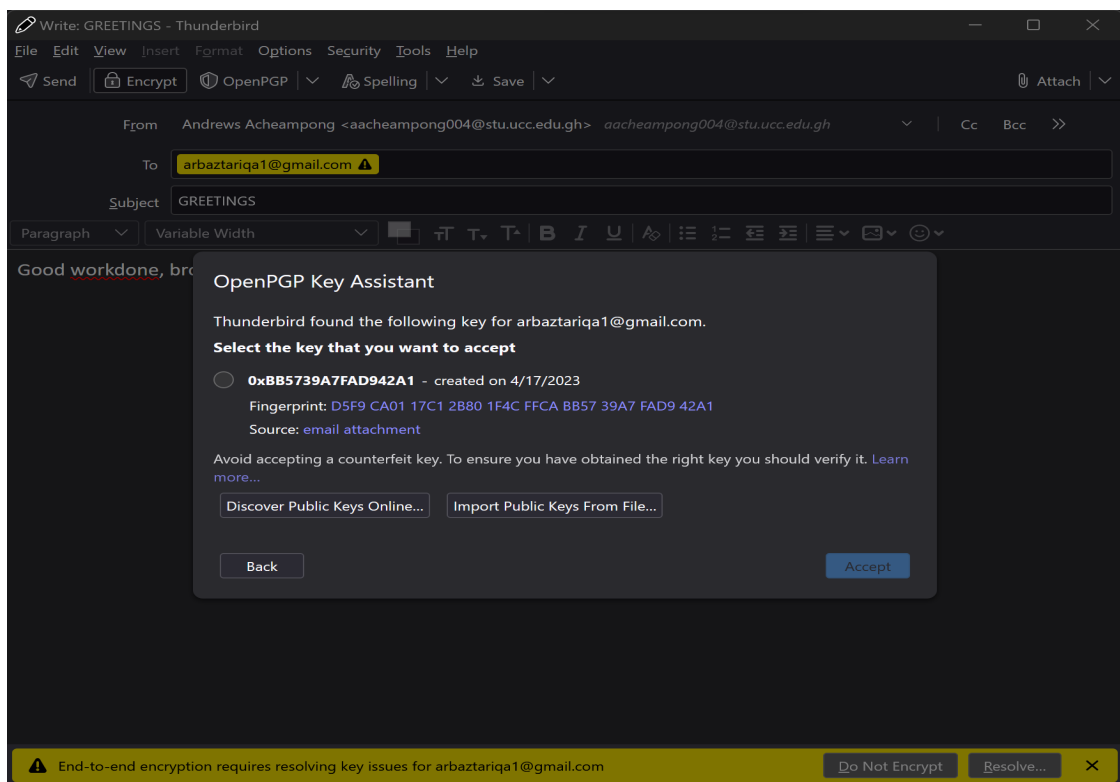 Write: GREETINGS - Thunderbird
File Edit View Insert Format Options Security Tools Help
Send Encrypt OpenPGP Spelling Save Attach
From Andrews Acheampong <aacheampong004@stu.ucc.edu.gh> aacheampong004@stu.ucc.edu.gh Cc Bcc
To arbaztariqa1@gmail.com
Subject GREETINGS
Paragraph Variable Width
Good workdone, bro
OpenPGP Key Assistant
Thunderbird found the following key for arbaztariqa1@gmail.com.
Select the key that you want to accept
0xBB5739A7FAD942A1 - created on 4/17/2023
Fingerprint: D5F9 CA01 17C1 2B80 1F4C FFCA BB57 39A7 FAD9 42A1
Source: email attachment
Avoid accepting a counterfeit key. To ensure you have obtained the right key you should verify it. Learn
more...
Discover Public Keys Online... Import Public Keys From File...
Back Accept
End-to-end encryption requires resolving key issues for arbaztariqa1@gmail.com Do Not Encrypt Resolve...